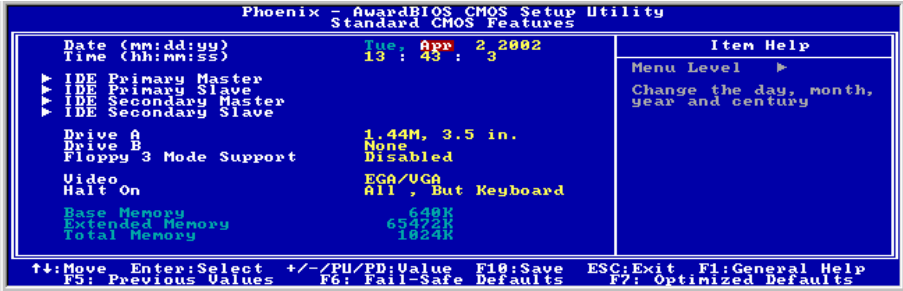 Phoenix - AwardBIOS CMOS Setup Utility
Standard CMOS Features
Date (mm:dd:yy) Tue, Apr 2,2002
Time (hh:mm:ss) 13 : 43 : 3
► IDE Primary Master
► IDE Primary Slave
► IDE Secondary Master
► IDE Secondary Slave
Drive A 1.44M, 3.5 in.
Drive B None
Floppy 3 Mode Support Disabled
Video EGA/VGA
Halt On All , But Keyboard
Base Memory 640K
Extended Memory 65472K
Total Memory 1024K
Item Help
Menu Level ►
Change the day, month,
year and century
↑↓:Move Enter:Select +/-/PU/PD:Value F10:Save ESC:Exit F1:General Help
F5: Previous Values F6: Fail-Safe Defaults F7: Optimized Defaults